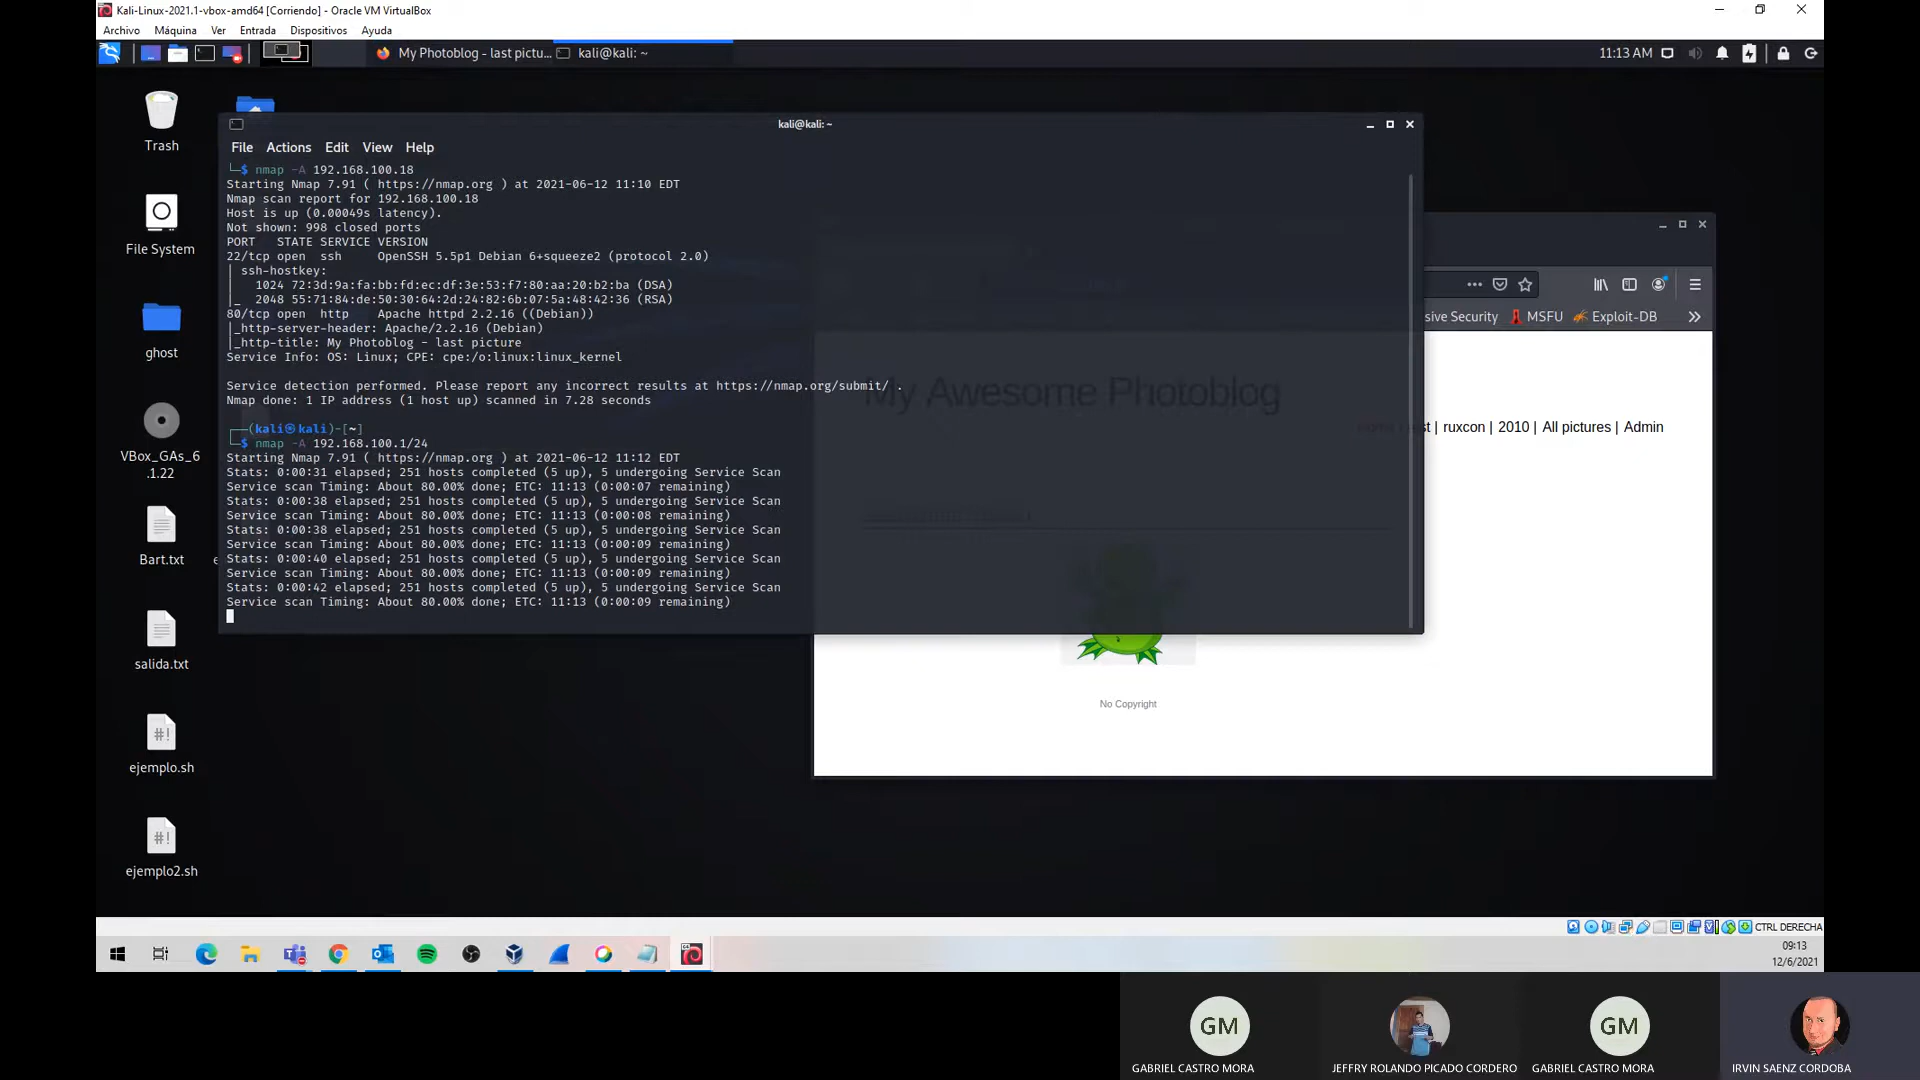 Kali-Linux-2021.1-vbox-amd64 [Corriendo] - Oracle VM VirtualBox
Archivo Máquina Ver Entrada Dispositivos Ayuda
My Photoblog - last pictu... kali@kali: ~ 11:13 AM
Trash
File System
ghost
VBox_GAs_6
.1.22
Bart.txt
salida.txt
ejemplo.sh
ejemplo2.sh
kali@kali: ~
File Actions Edit View Help
└─$ nmap -A 192.168.100.18
Starting Nmap 7.91 ( https://nmap.org ) at 2021-06-12 11:10 EDT
Nmap scan report for 192.168.100.18
Host is up (0.00049s latency).
Not shown: 998 closed ports
PORT   STATE SERVICE VERSION
22/tcp open  ssh     OpenSSH 5.5p1 Debian 6+squeeze2 (protocol 2.0)
| ssh-hostkey:
|   1024 72:3d:9a:fa:bb:fd:ec:df:3e:53:f7:80:aa:20:b2:ba (DSA)
|_  2048 55:71:84:de:50:30:64:2d:24:82:6b:07:5a:48:42:36 (RSA)
80/tcp open  http    Apache httpd 2.2.16 ((Debian))
|_http-server-header: Apache/2.2.16 (Debian)
|_http-title: My Photoblog - last picture
Service Info: OS: Linux; CPE: cpe:/o:linux:linux_kernel
Service detection performed. Please report any incorrect results at https://nmap.org/submit/ .
Nmap done: 1 IP address (1 host up) scanned in 7.28 seconds
┌──(kali㉿kali)-[~]
└─$ nmap -A 192.168.100.1/24
Starting Nmap 7.91 ( https://nmap.org ) at 2021-06-12 11:12 EDT
Stats: 0:00:31 elapsed; 251 hosts completed (5 up), 5 undergoing Service Scan
Service scan Timing: About 80.00% done; ETC: 11:13 (0:00:07 remaining)
Stats: 0:00:38 elapsed; 251 hosts completed (5 up), 5 undergoing Service Scan
Service scan Timing: About 80.00% done; ETC: 11:13 (0:00:08 remaining)
Stats: 0:00:38 elapsed; 251 hosts completed (5 up), 5 undergoing Service Scan
Service scan Timing: About 80.00% done; ETC: 11:13 (0:00:09 remaining)
Stats: 0:00:40 elapsed; 251 hosts completed (5 up), 5 undergoing Service Scan
Service scan Timing: About 80.00% done; ETC: 11:13 (0:00:09 remaining)
Stats: 0:00:42 elapsed; 251 hosts completed (5 up), 5 undergoing Service Scan
Service scan Timing: About 80.00% done; ETC: 11:13 (0:00:09 remaining)
sive Security MSFU Exploit-DB
My Awesome Photoblog
st | ruxcon | 2010 | All pictures | Admin
No Copyright
CTRL DERECHA
09:13
12/6/2021
GM
GM
GABRIEL CASTRO MORA
JEFFRY ROLANDO PICADO CORDERO
GABRIEL CASTRO MORA
IRVIN SAENZ CORDOBA